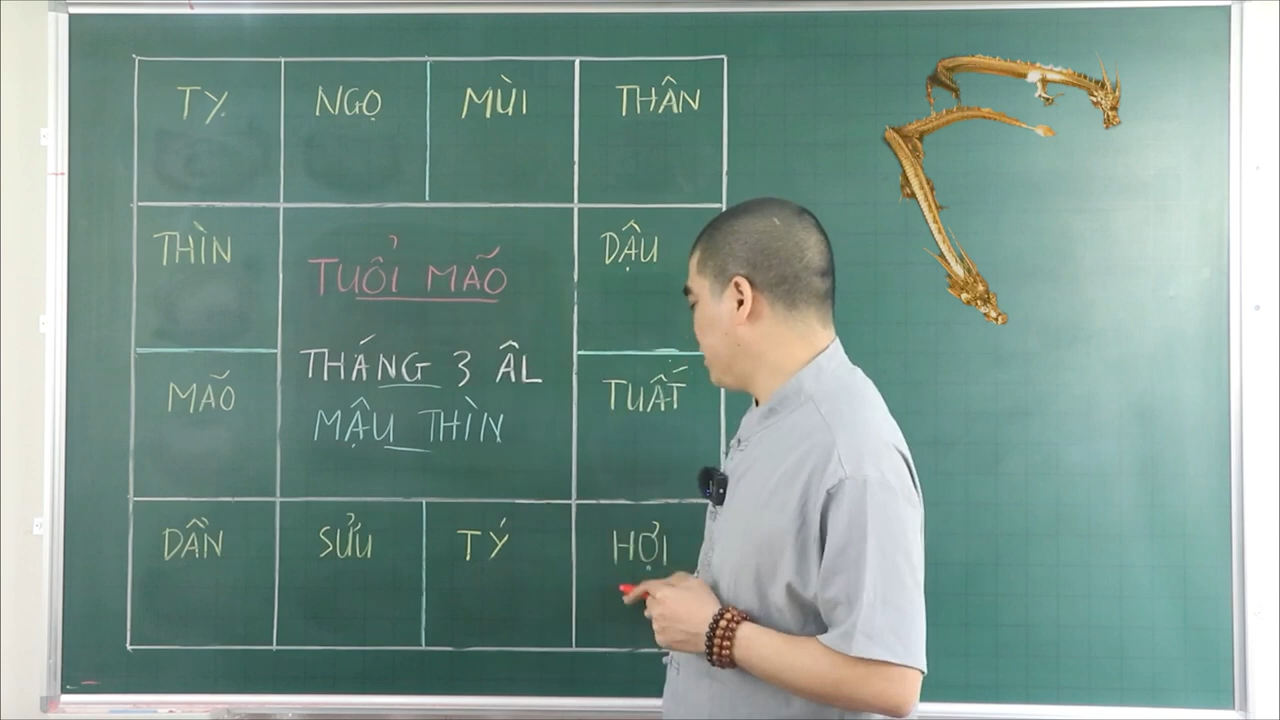 TỴ
NGỌ
MÙI
THÂN
THÌN
TUỔI MÃO
DẬU
THÁNG 3 ÂL
MÃO
MẬU THÌN
TUẤT
DẦN
SỬU
TÝ
HỢI